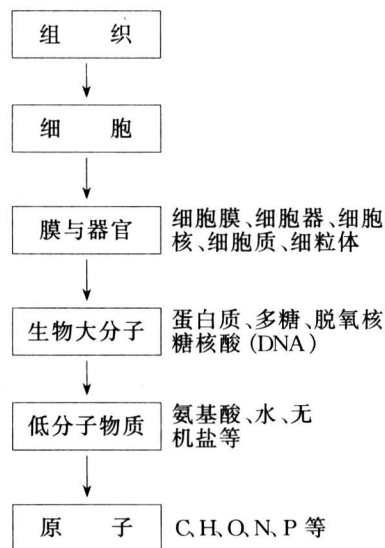 组 织
细 胞
膜与器官
细胞膜、细胞器、细胞
核、细胞质、细粒体
生物大分子
蛋白质、多糖、脱氧核
糖核酸(DNA)
低分子物质
氨基酸、水、无
机盐等
原 子
C、H、O、N、P 等